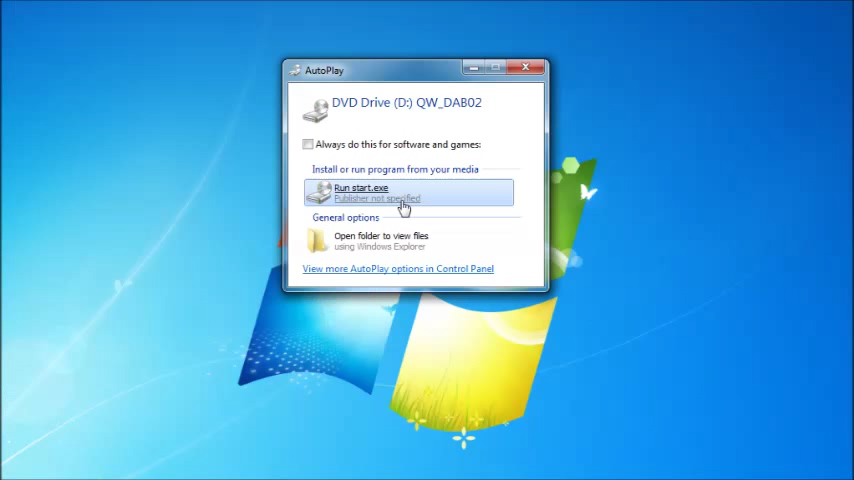 AutoPlay
DVD Drive (D:) QW_DAB02
Always do this for software and games:
Install or run program from your media
Run start.exe
Publisher not specified
General options
Open folder to view files
using Windows Explorer
View more AutoPlay options in Control Panel